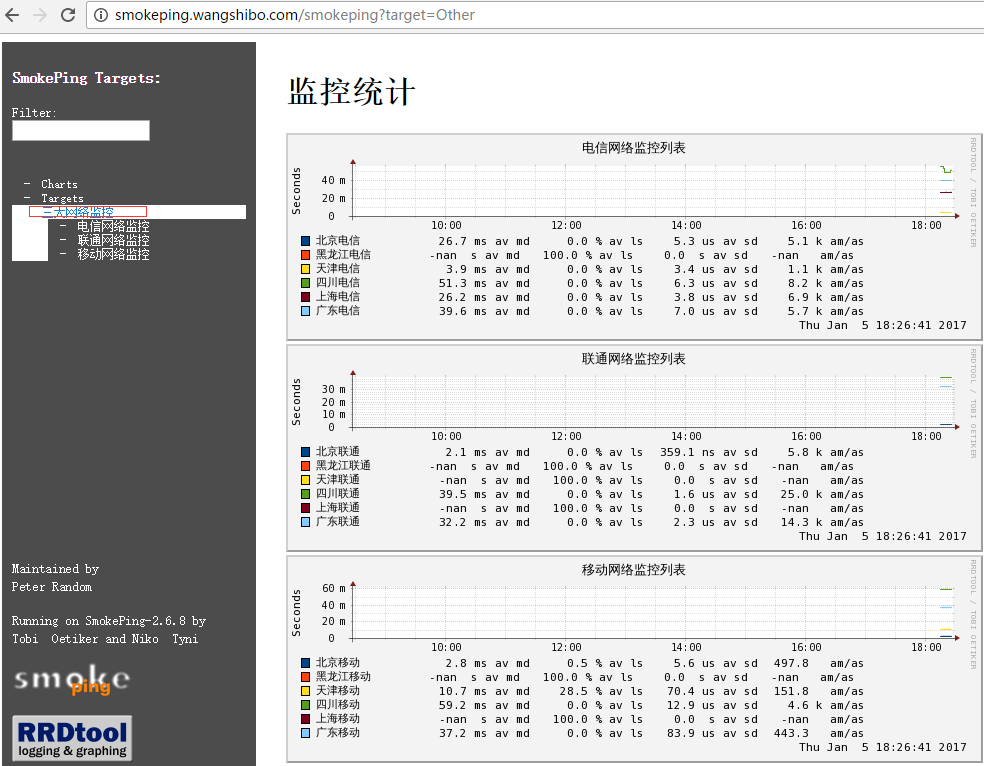 smokeping.wangshibo.com/smokeping?target=Other
SmokePing Targets:
Filter:
- Charts
- Targets
- 大网络监控
- 电信网络监控
- 联通网络监控
- 移动网络监控
Maintained by
Peter Random
Running on SmokePing-2.6.8 by
Tobi Oetiker and Niko Tyni
smokeping
RRDtool
logging & graphing
监控统计
电信网络监控列表
RRDTOOL / TOBI OETIKER
Seconds
40 m
20 m
0
10:00 12:00 14:00 16:00 18:00
北京电信 26.7 ms av md 0.0 % av ls 5.3 us av sd 5.1 k am/as
黑龙江电信 -nan s av md 100.0 % av ls 0.0 s av sd -nan am/as
天津电信 3.9 ms av md 0.0 % av ls 3.4 us av sd 1.1 k am/as
四川电信 51.3 ms av md 0.0 % av ls 6.3 us av sd 8.2 k am/as
上海电信 26.2 ms av md 0.0 % av ls 3.8 us av sd 6.9 k am/as
广东电信 39.6 ms av md 0.0 % av ls 7.0 us av sd 5.7 k am/as
Thu Jan 5 18:26:41 2017
联通网络监控列表
RRDTOOL / TOBI OETIKER
Seconds
30 m
20 m
10 m
0
10:00 12:00 14:00 16:00 18:00
北京联通 2.1 ms av md 0.0 % av ls 359.1 ns av sd 5.8 k am/as
黑龙江联通 -nan s av md 100.0 % av ls 0.0 s av sd -nan am/as
天津联通 -nan s av md 100.0 % av ls 0.0 s av sd -nan am/as
四川联通 39.5 ms av md 0.0 % av ls 1.6 us av sd 25.0 k am/as
上海联通 -nan s av md 100.0 % av ls 0.0 s av sd -nan am/as
广东联通 32.2 ms av md 0.0 % av ls 2.3 us av sd 14.3 k am/as
Thu Jan 5 18:26:41 2017
移动网络监控列表
RRDTOOL / TOBI OETIKER
Seconds
60 m
40 m
20 m
0
10:00 12:00 14:00 16:00 18:00
北京移动 2.8 ms av md 0.5 % av ls 5.6 us av sd 497.8 am/as
黑龙江移动 -nan s av md 100.0 % av ls 0.0 s av sd -nan am/as
天津移动 10.7 ms av md 28.5 % av ls 70.4 us av sd 151.8 am/as
四川移动 59.2 ms av md 0.0 % av ls 12.9 us av sd 4.6 k am/as
上海移动 -nan s av md 100.0 % av ls 0.0 s av sd -nan am/as
广东移动 37.2 ms av md 0.0 % av ls 83.9 us av sd 443.3 am/as
Thu Jan 5 18:26:41 2017